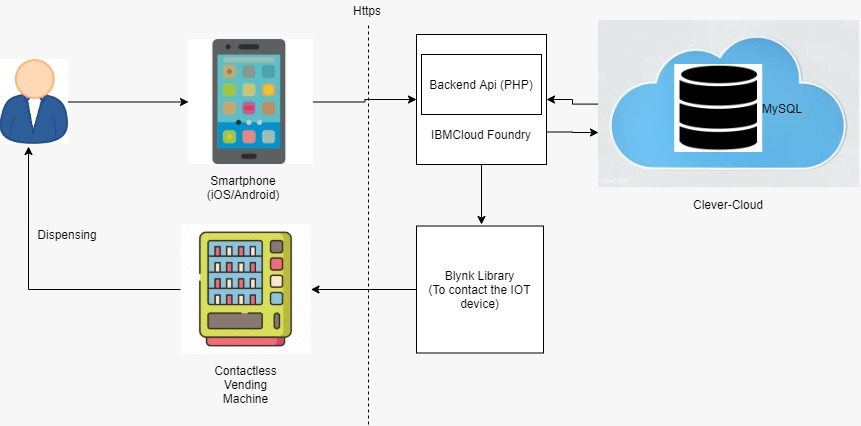 Https
Backend Api (PHP)
IBMCloud Foundry
MySQL
Smartphone
(iOS/Android)
Clever-Cloud
Dispensing
Blynk Library
(To contact the IOT
device)
Contactless
Vending
Machine